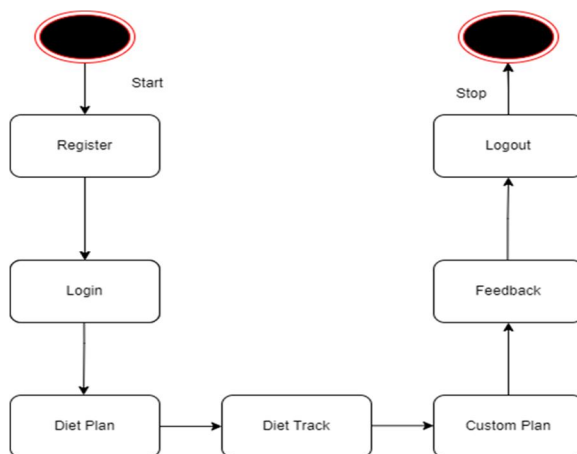 Start
Register
Login
Diet Plan
Diet Track
Custom Plan
Feedback
Logout
Stop